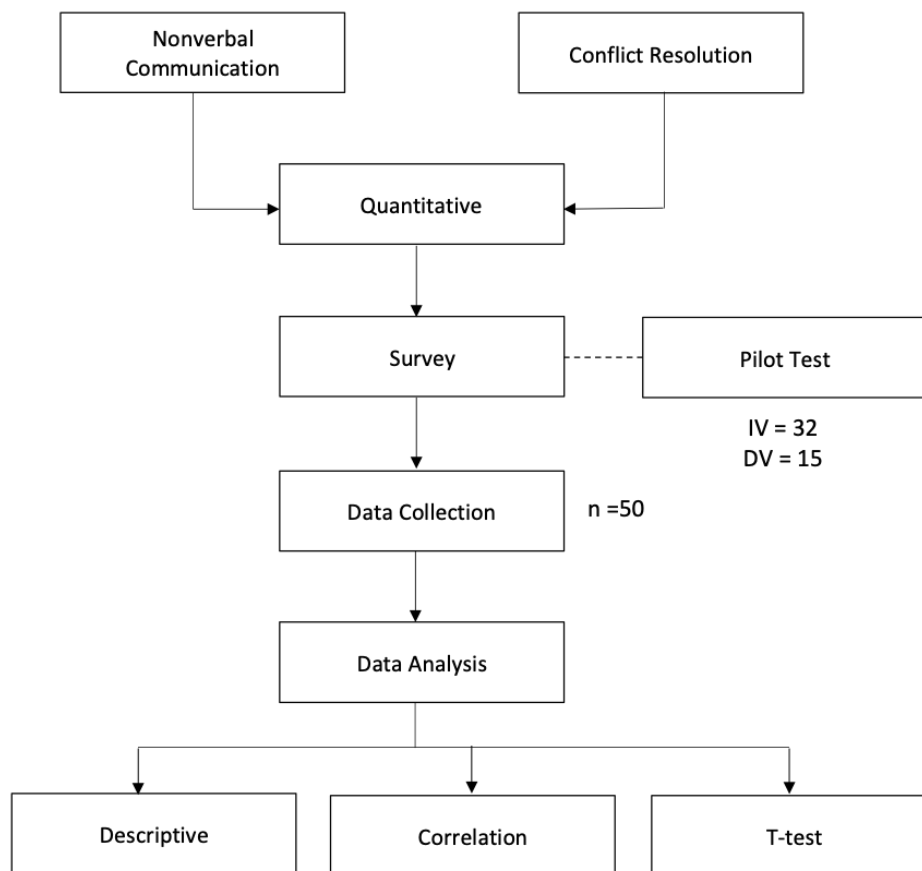 Nonverbal
Communication
Conflict Resolution
Quantitative
Survey
Pilot Test
IV = 32
DV = 15
Data Collection
n =50
Data Analysis
Descriptive
Correlation
T-test